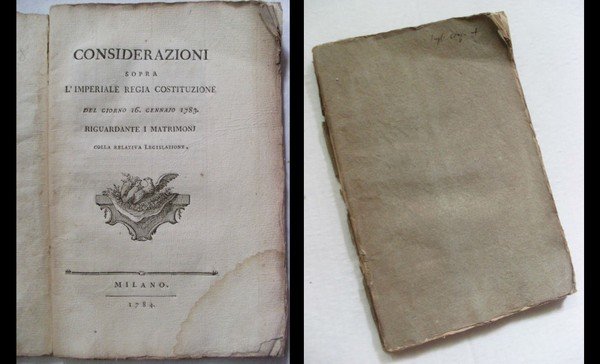 CONSIDERAZIONI
SOPRA
L'IMPERIALE REGIA COSTITUZIONE
DEL GIORNO 16. GENNAJO 1783.
RIGUARDANTE I MATRIMONJ
COLLA RELATIVA LEGISLAZIONE.
MILANO.
1784.